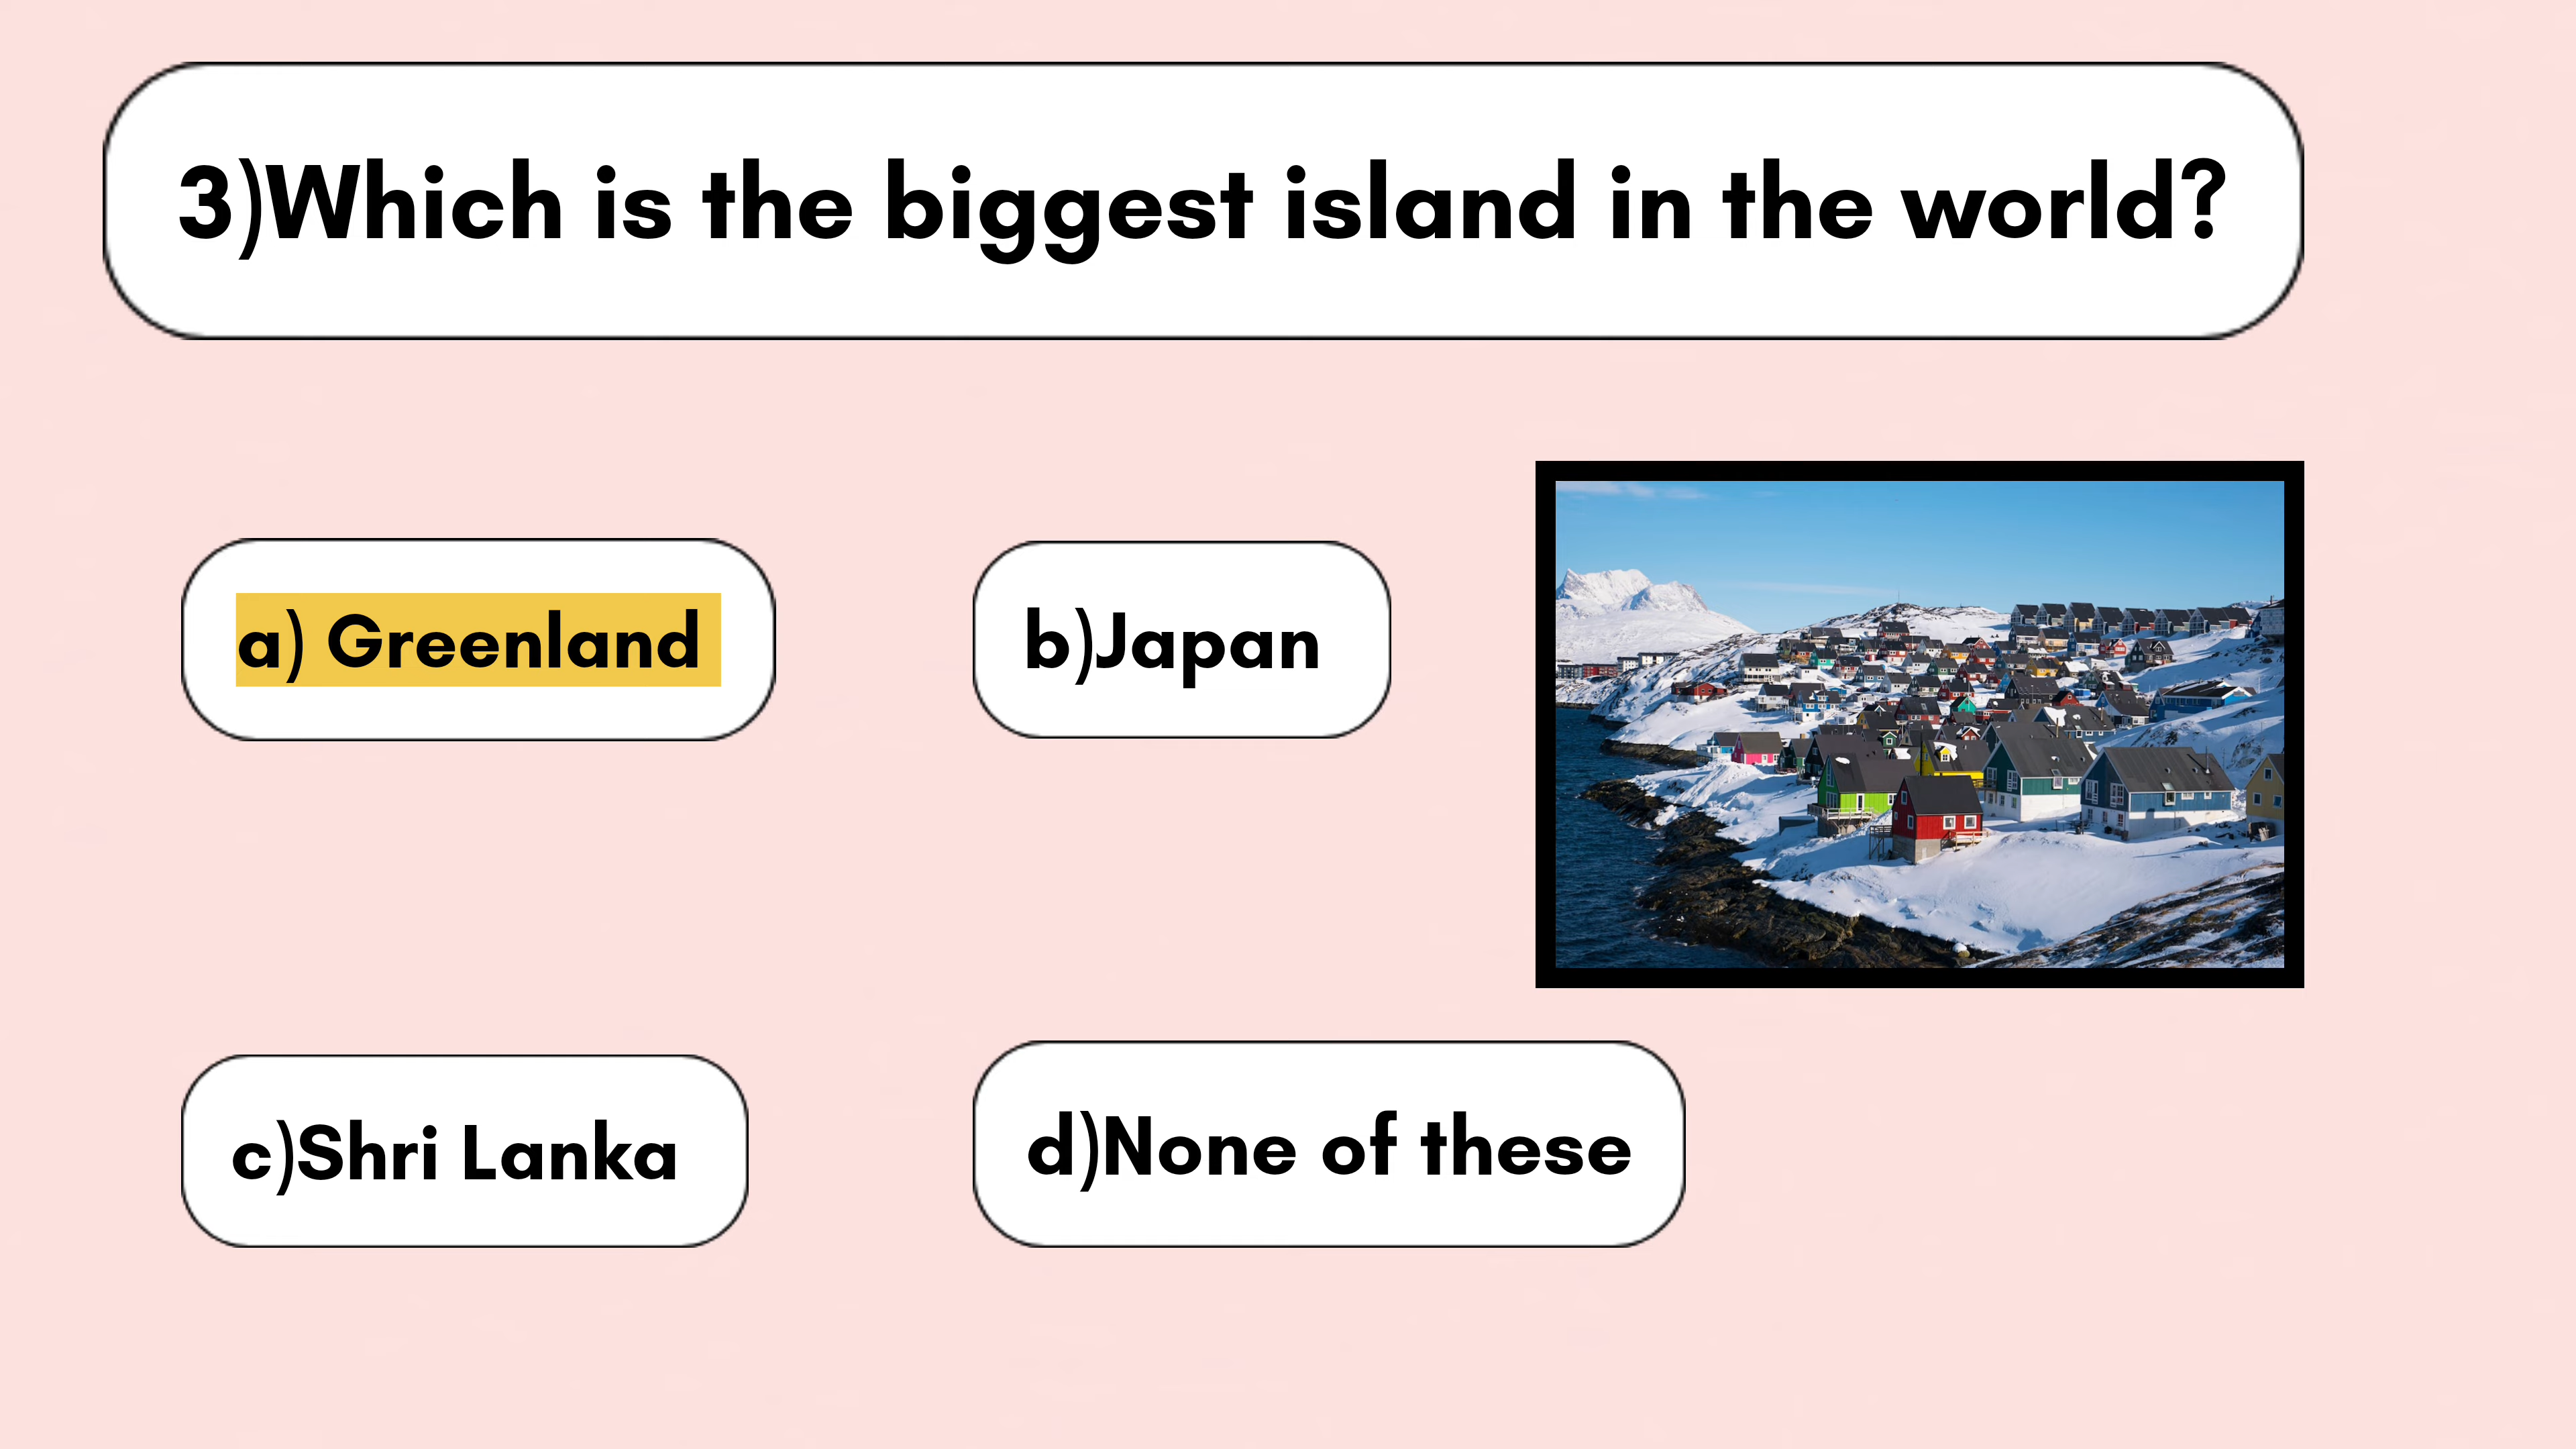 3)Which is the biggest island in the world?
a) Greenland
b)Japan
c)Shri Lanka
d)None of these